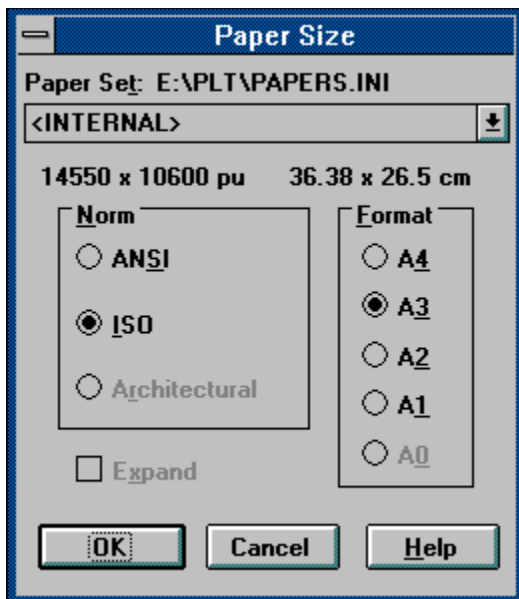 Paper Size
Paper Set: E:\PLT\PAPERS.INI
<INTERNAL>
14550 x 10600 pu 36.38 x 26.5 cm
Norm
ANSI
ISO
Architectural
Format
A4
A3
A2
A1
A0
Expand
OK Cancel Help